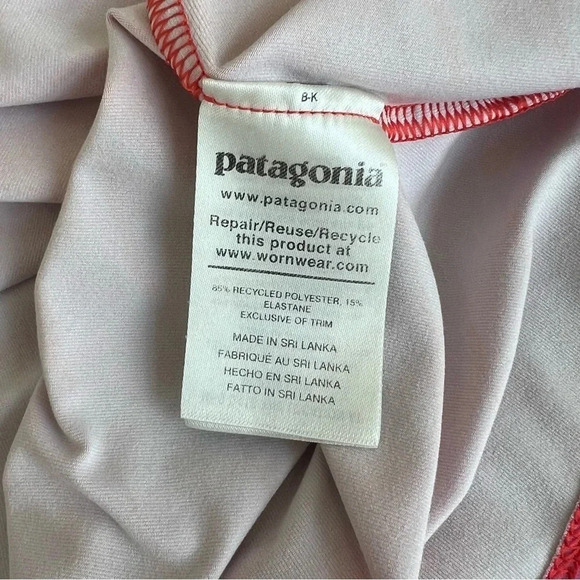 B-K
patagonia
www.patagonia.com
Repair/Reuse/Recycle
this product at
www.wornwear.com
85% RECYCLED POLYESTER, 15%
ELASTANE
EXCLUSIVE OF TRIM
MADE IN SRI LANKA
FABRIQUÉ AU SRI LANKA
HECHO EN SRI LANKA
FATTO IN SRI LANKA